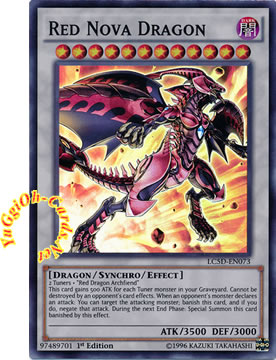 RED NOVA DRAGON
DARK
闇
YuGiOh-Cards.Net
LC5D-EN073
[DRAGON / SYNCHRO / EFFECT]
2 Tuners + "Red Dragon Archfiend"
This card gains 500 ATK for each Tuner monster in your Graveyard. Cannot be
destroyed by an opponent's card effects. When an opponent's monster declares
an attack: You can target the attacking monster; banish this card, and if you
do, negate that attack. During the next End Phase: Special Summon this card
banished by this effect.
ATK/3500 DEF/3000
97489701
1st Edition
©1996 KAZUKI TAKAHASHI